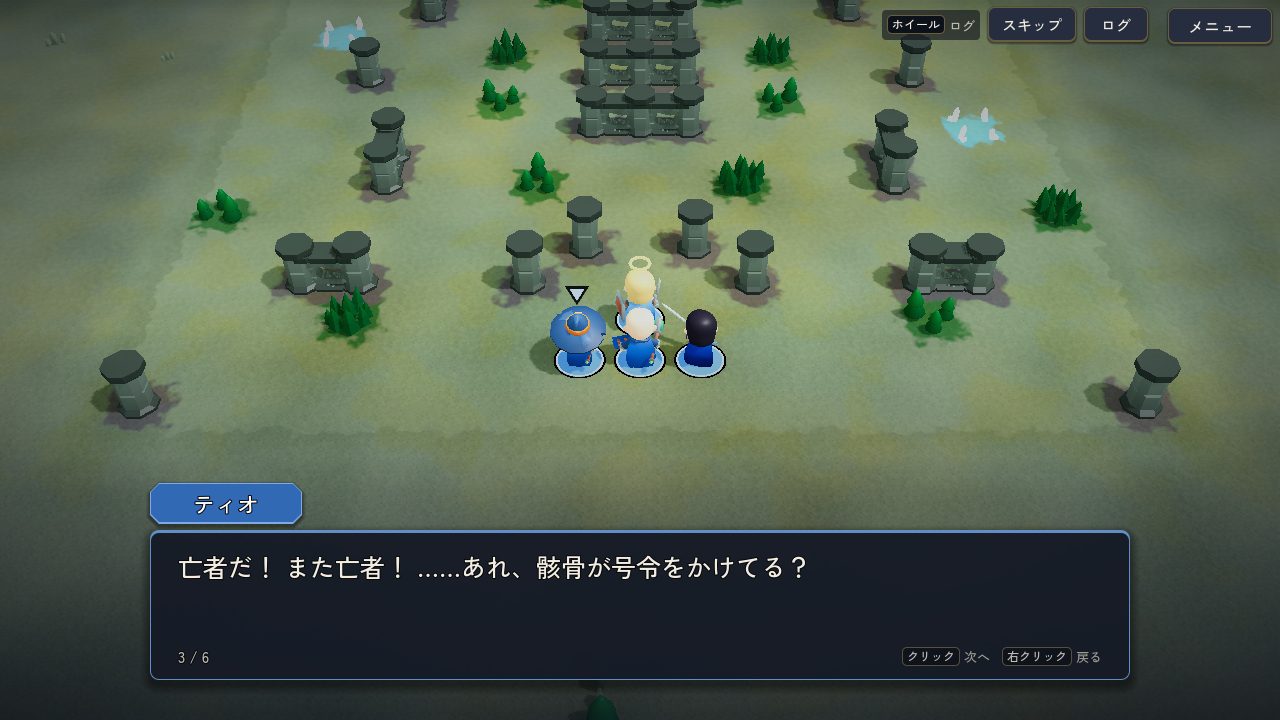 ホイール ログ スキップ ログ メニュー
ティオ
亡者だ！ また亡者！ ……あれ、骸骨が号令をかけてる？
3 / 6 クリック 次へ 右クリック 戻る